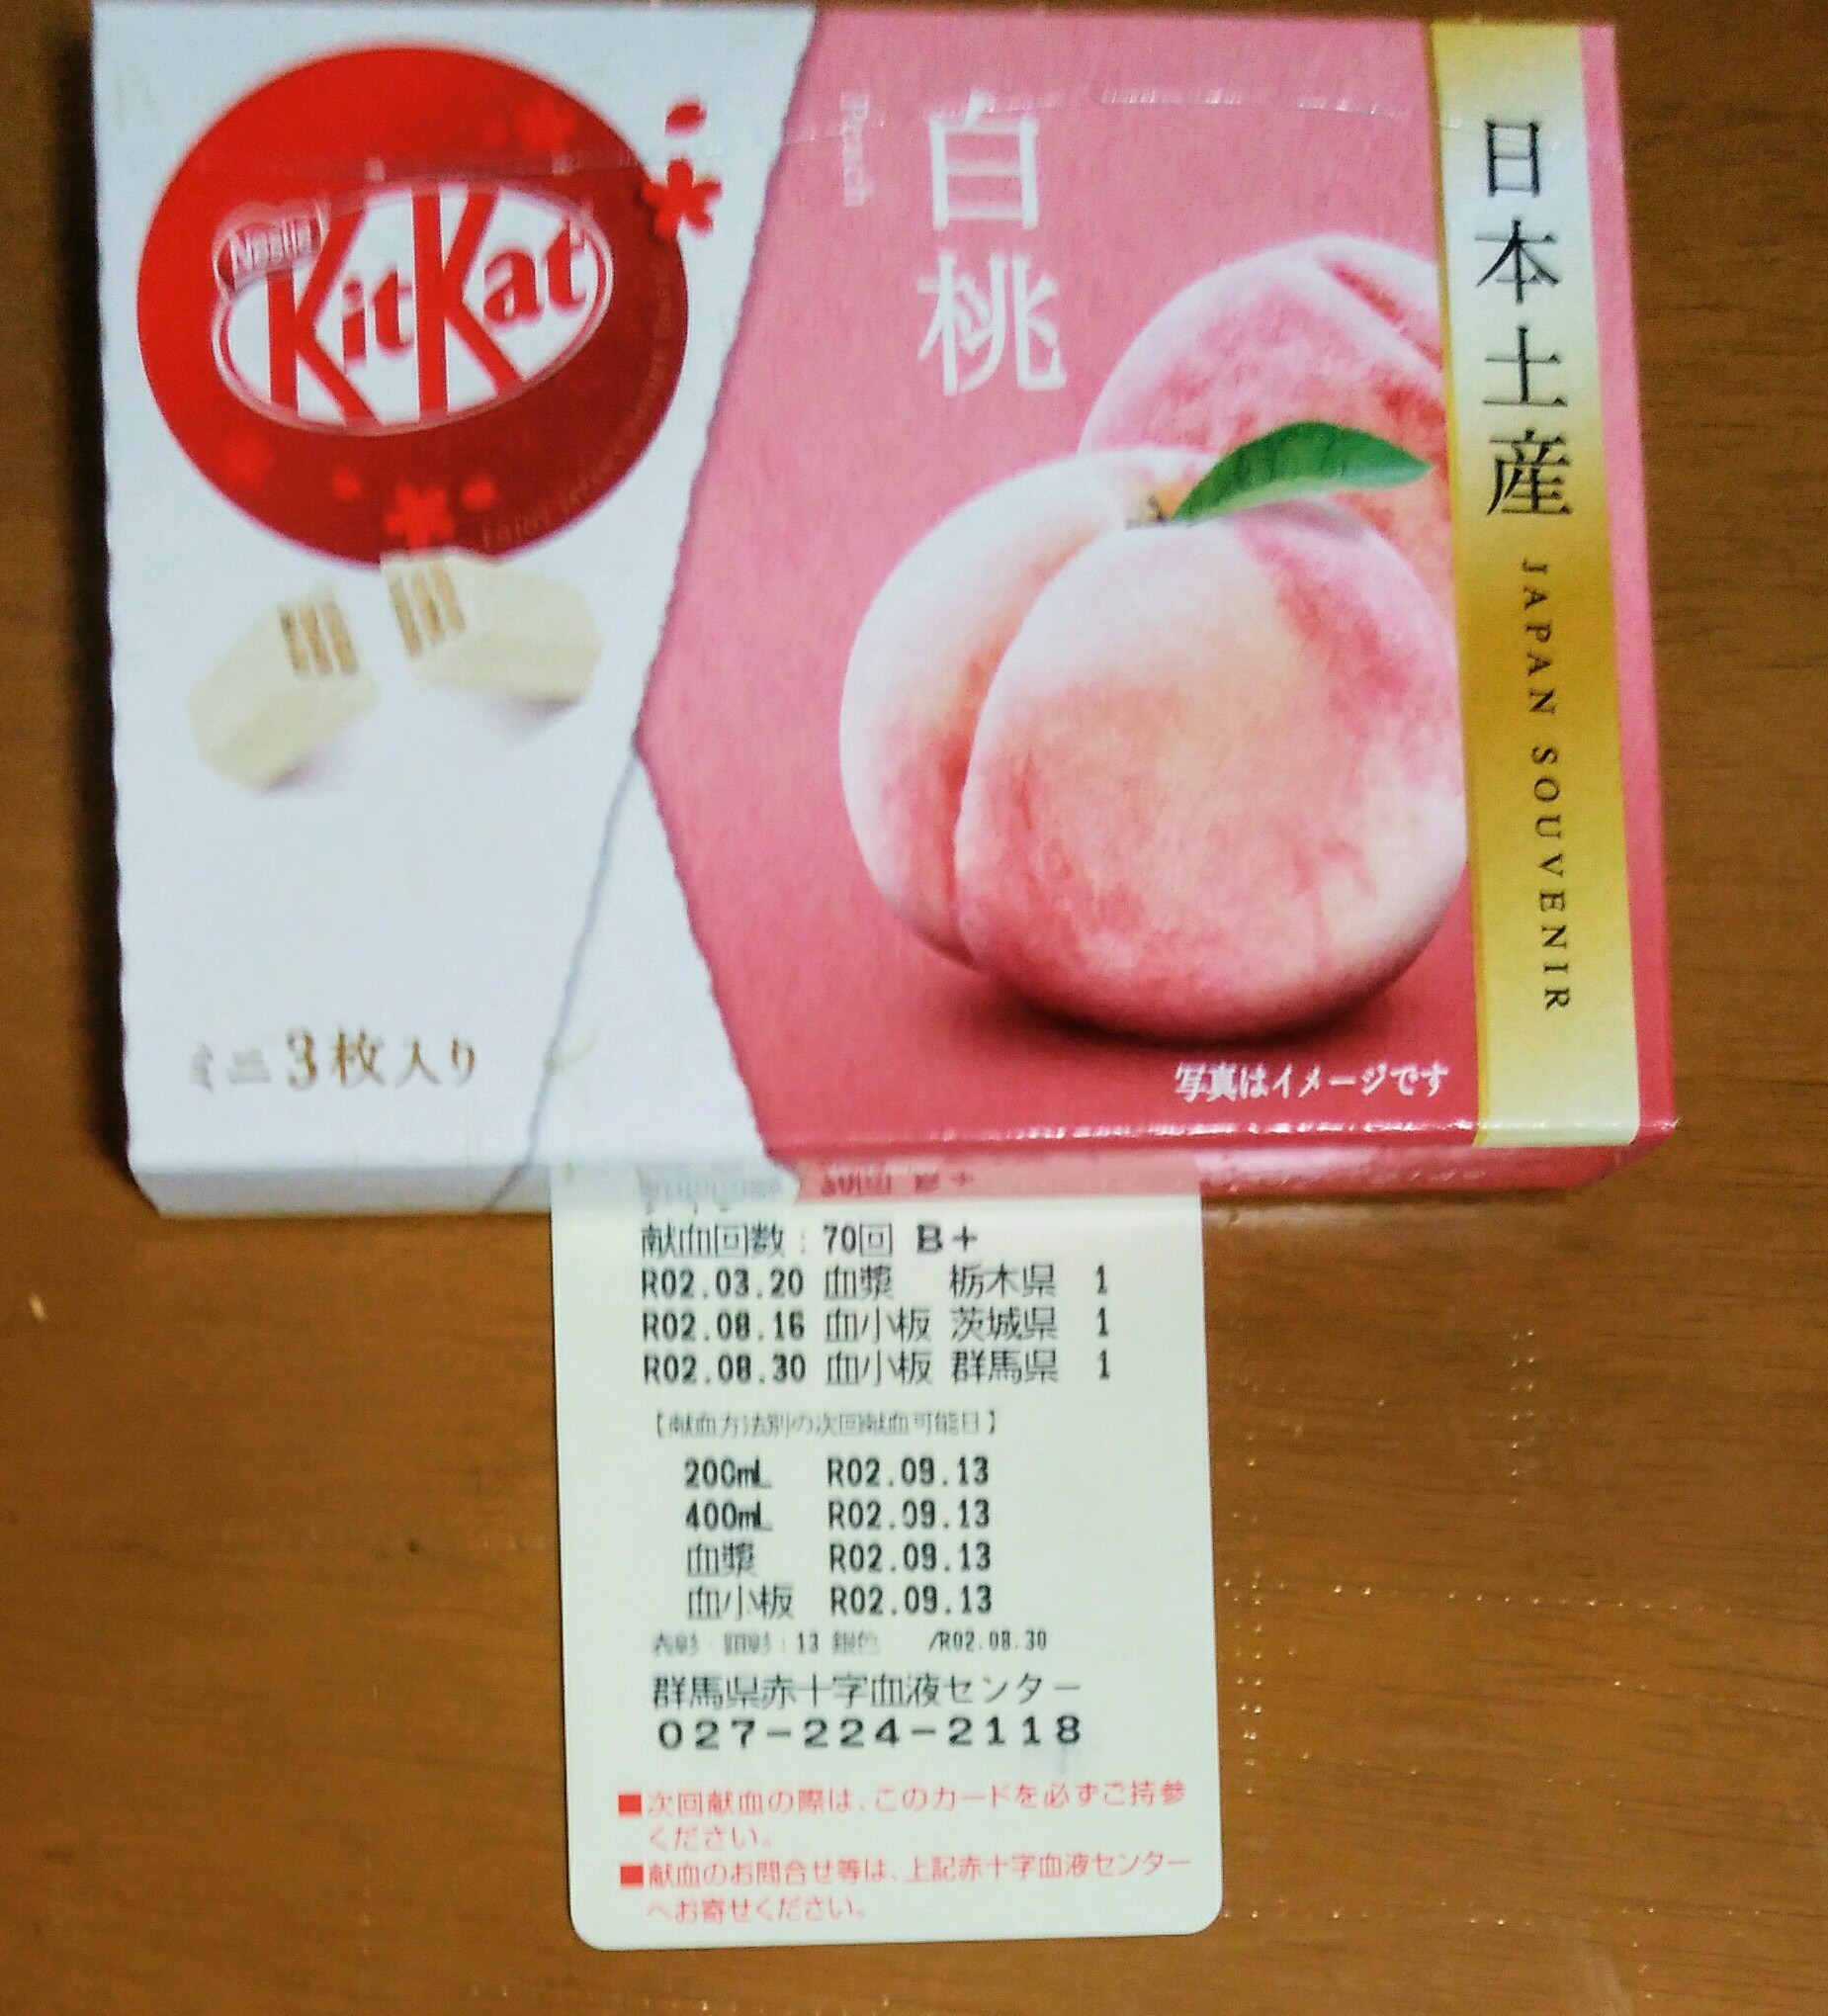 Nestlé
KitKat
白桃
Peach
日本土産 JAPAN SOUVENIR
ミニ3枚入り
写真はイメージです
献血回数：70回 B＋
R02.03.20 血漿 栃木県 1
R02.08.16 血小板 茨城県 1
R02.08.30 血小板 群馬県 1
【献血方法別の次回献血可能日】
200mL R02.09.13
400mL R02.09.13
血漿 R02.09.13
血小板 R02.09.13
表彰・顕彰：13 銀色 /R02.08.30
群馬県赤十字血液センター
027-224-2118
■次回献血の際は、このカードを必ずご持参
ください。
■献血のお問合せ等は、上記赤十字血液センター
へお寄せください。